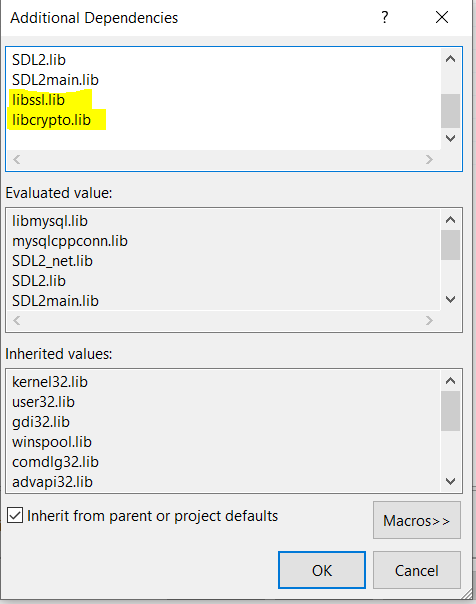 Additional Dependencies
?
SDL2.lib
SDL2main.lib
libssl.lib
libcrypto.lib
Evaluated value:
libmysql.lib
mysqlcppconn.lib
SDL2_net.lib
SDL2.lib
SDL2main.lib
Inherited values:
kernel32.lib
user32.lib
gdi32.lib
winspool.lib
comdlg32.lib
advapi32.lib
Inherit from parent or project defaults
Macros>>
OK
Cancel